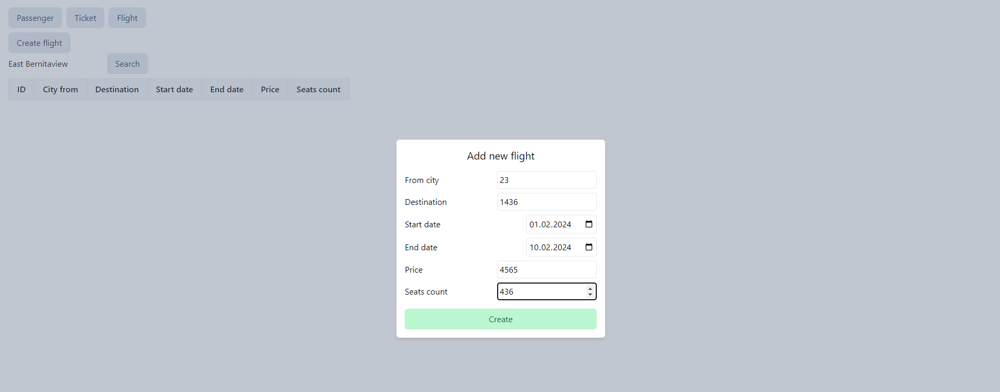 Passenger Ticket Flight
Create flight
East Bernitaview Search
ID City from Destination Start date End date Price Seats count
Add new flight
From city 23
Destination 1436
Start date 01.02.2024
End date 10.02.2024
Price 4565
Seats count 436
Create